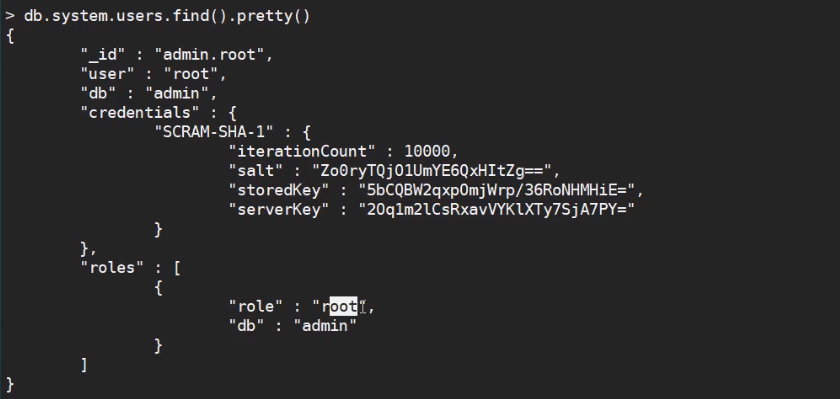 > db.system.users.find().pretty()
{
"_id" : "admin.root",
"user" : "root",
"db" : "admin",
"credentials" : {
"SCRAM-SHA-1" : {
"iterationCount" : 10000,
"salt" : "Zo0ryTQjO1UmYE6QxHItZg==",
"storedKey" : "5bCQBW2qxpOmjWrp/36RoNHMHiE=",
"serverKey" : "2Oq1m2lCsRxavVYKlXTy7SjA7PY="
}
},
"roles" : [
{
"role" : "root",
"db" : "admin"
}
]
}